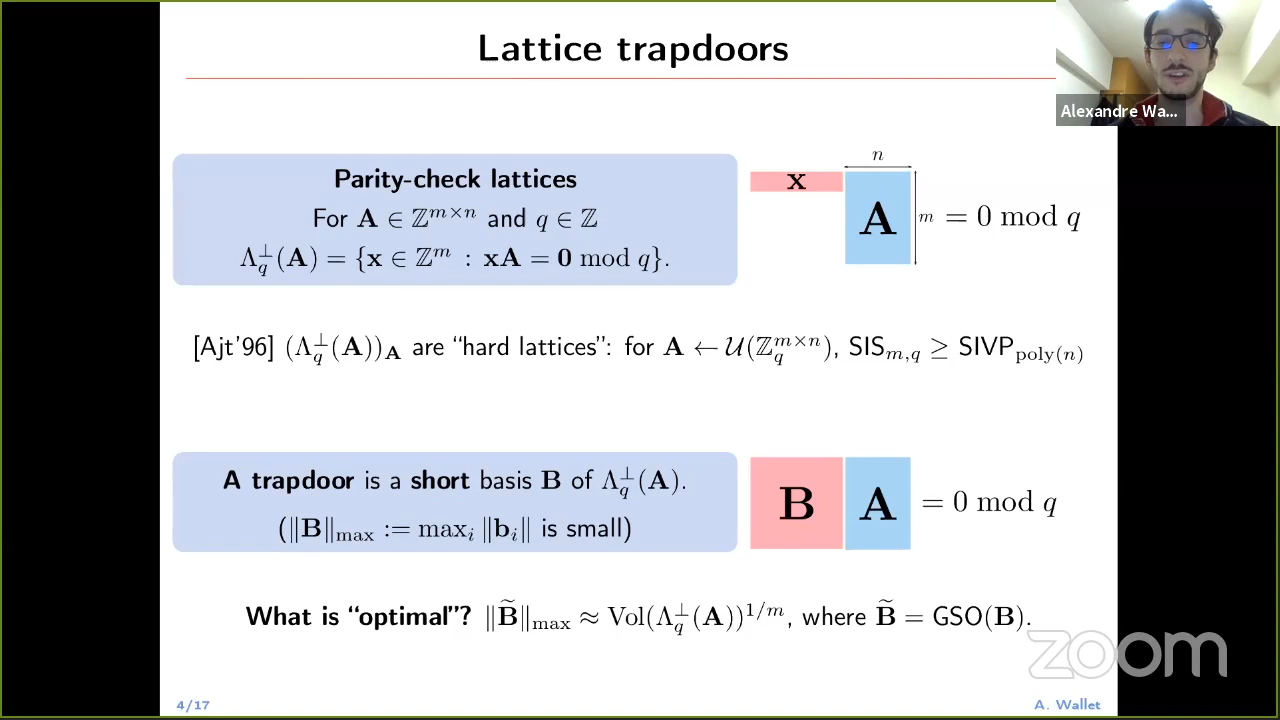 Lattice trapdoors
Alexandre Wa...
Parity-check lattices
For A ∈ ℤ^{m×n} and q ∈ ℤ
Λ_q^⊥(A) = {x ∈ ℤ^m : xA = 0 mod q}.
n
x
A
m
= 0 mod q
[Ajt'96] (Λ_q^⊥(A))_A are “hard lattices”: for A ← 𝒰(ℤ_q^{m×n}), SIS_{m,q} ≥ SIVP_{poly(n)}
A trapdoor is a short basis B of Λ_q^⊥(A).
(‖B‖_max := max_i ‖b_i‖ is small)
B A = 0 mod q
What is “optimal”? ‖B̃‖_max ≈ Vol(Λ_q^⊥(A))^{1/m}, where B̃ = GSO(B).
zoom
4/17
A. Wallet